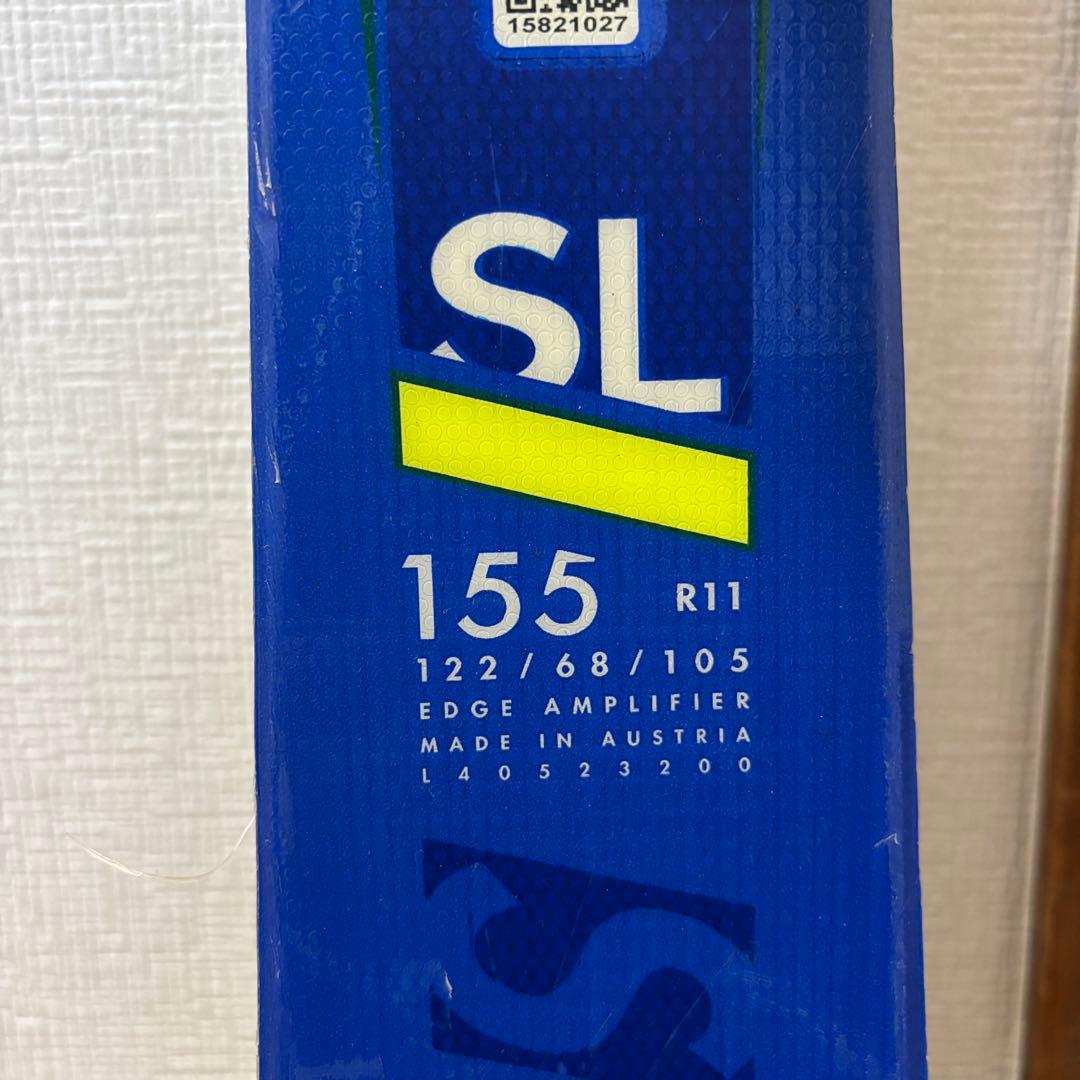 15821027
SL
155 R11
122/68/105
EDGE AMPLIFIER
MADE IN AUSTRIA
L40523200
S